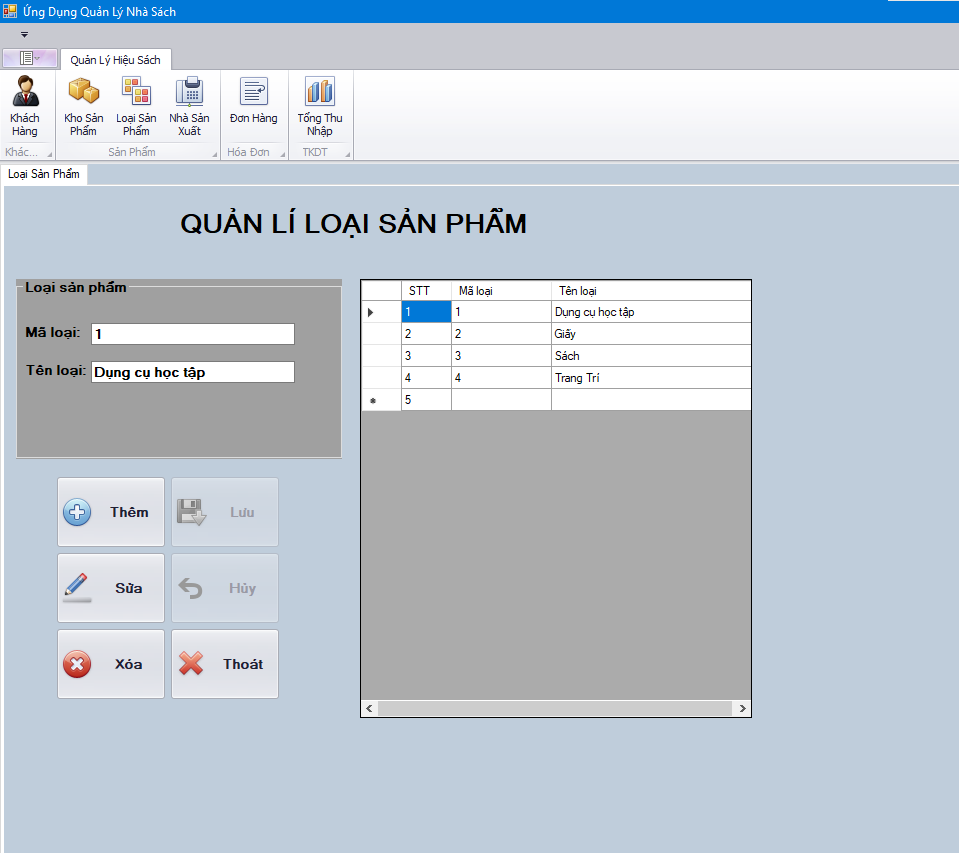 Ứng Dụng Quản Lý Nhà Sách
Quản Lý Hiệu Sách
Khách Hàng
Kho Sản Phẩm
Loại Sản Phẩm
Nhà Sản Xuất
Đơn Hàng
Tổng Thu Nhập
Khác...
Sản Phẩm
Hóa Đơn
TKDT
Loại Sản Phẩm
QUẢN LÍ LOẠI SẢN PHẨM
Loại sản phẩm
Mã loại: 1
Tên loại: Dụng cụ học tập
STT Mã loại Tên loại
1 1 Dụng cụ học tập
2 2 Giấy
3 3 Sách
4 4 Trang Trí
5
Thêm Lưu
Sửa Hủy
Xóa Thoát